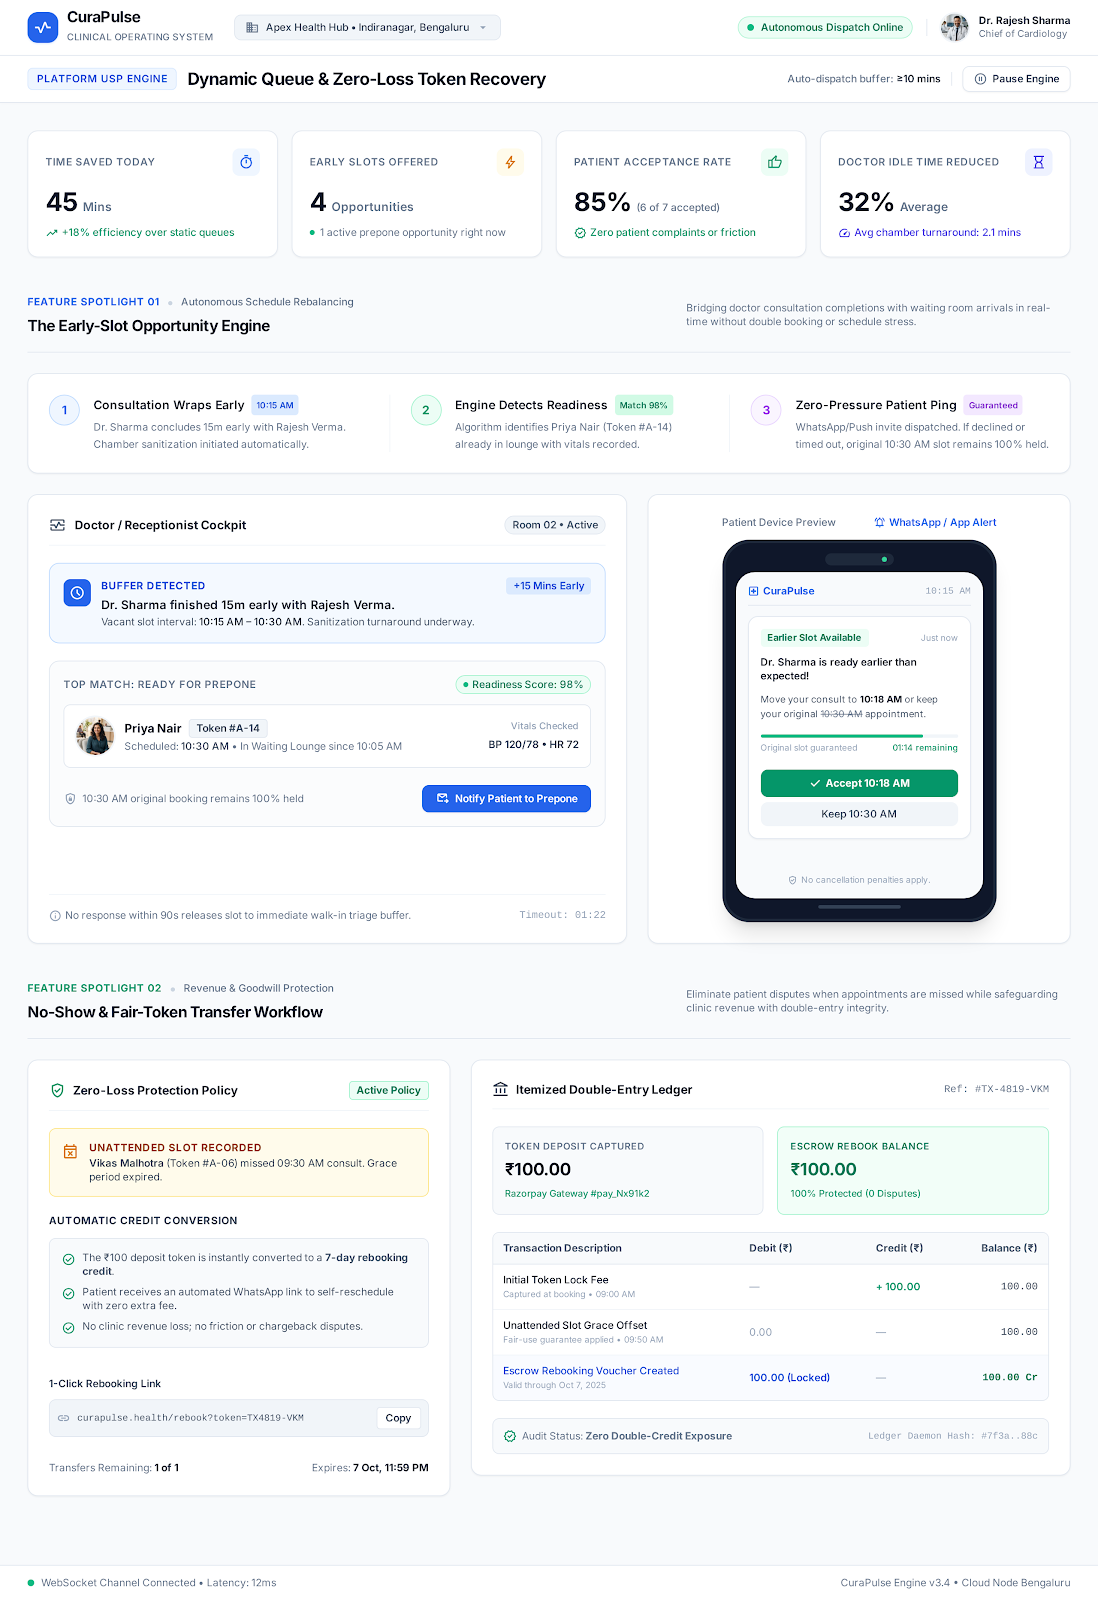 CuraPulse
CLINICAL OPERATING SYSTEM
Apex Health Hub • Indiranagar, Bengaluru
Autonomous Dispatch Online
Dr. Rajesh Sharma
Chief of Cardiology
PLATFORM USP ENGINE
Dynamic Queue & Zero-Loss Token Recovery
Auto-dispatch buffer: ≥10 mins
Pause Engine
TIME SAVED TODAY
45 Mins
+18% efficiency over static queues
EARLY SLOTS OFFERED
4 Opportunities
1 active prepone opportunity right now
PATIENT ACCEPTANCE RATE
85% (6 of 7 accepted)
Zero patient complaints or friction
DOCTOR IDLE TIME REDUCED
32% Average
Avg chamber turnaround: 2.1 mins
FEATURE SPOTLIGHT 01 • Autonomous Schedule Rebalancing
The Early-Slot Opportunity Engine
Bridging doctor consultation completions with waiting room arrivals in real-
time without double booking or schedule stress.
1
Consultation Wraps Early 10:15 AM
Dr. Sharma concludes 15m early with Rajesh Verma.
Chamber sanitization initiated automatically.
2
Engine Detects Readiness Match 98%
Algorithm identifies Priya Nair (Token #A-14)
already in lounge with vitals recorded.
3
Zero-Pressure Patient Ping Guaranteed
WhatsApp/Push invite dispatched. If declined or
timed out, original 10:30 AM slot remains 100% held.
Doctor / Receptionist Cockpit
Room 02 • Active
BUFFER DETECTED
+15 Mins Early
Dr. Sharma finished 15m early with Rajesh Verma.
Vacant slot interval: 10:15 AM – 10:30 AM. Sanitization turnaround underway.
TOP MATCH: READY FOR PREPONE
Readiness Score: 98%
Priya Nair Token #A-14
Scheduled: 10:30 AM • In Waiting Lounge since 10:05 AM
Vitals Checked
BP 120/78 • HR 72
10:30 AM original booking remains 100% held
Notify Patient to Prepone
No response within 90s releases slot to immediate walk-in triage buffer.
Timeout: 01:22
Patient Device Preview
WhatsApp / App Alert
CuraPulse
10:15 AM
Earlier Slot Available
Just now
Dr. Sharma is ready earlier than
expected!
Move your consult to 10:18 AM or keep
your original 10:30 AM appointment.
Original slot guaranteed
01:14 remaining
Accept 10:18 AM
Keep 10:30 AM
No cancellation penalties apply.
FEATURE SPOTLIGHT 02 • Revenue & Goodwill Protection
No-Show & Fair-Token Transfer Workflow
Eliminate patient disputes when appointments are missed while safeguarding
clinic revenue with double-entry integrity.
Zero-Loss Protection Policy
Active Policy
UNATTENDED SLOT RECORDED
Vikas Malhotra (Token #A-06) missed 09:30 AM consult. Grace
period expired.
AUTOMATIC CREDIT CONVERSION
The ₹100 deposit token is instantly converted to a 7-day rebooking
credit.
Patient receives an automated WhatsApp link to self-reschedule
with zero extra fee.
No clinic revenue loss; no friction or chargeback disputes.
1-Click Rebooking Link
curapulse.health/rebook?token=TX4819-VKM
Copy
Transfers Remaining: 1 of 1
Expires: 7 Oct, 11:59 PM
Itemized Double-Entry Ledger
Ref: #TX-4819-VKM
TOKEN DEPOSIT CAPTURED
₹100.00
Razorpay Gateway #pay_Nx91k2
ESCROW REBOOK BALANCE
₹100.00
100% Protected (0 Disputes)
Transaction Description Debit (₹) Credit (₹) Balance (₹)
Initial Token Lock Fee — + 100.00 100.00
Captured at booking • 09:00 AM
Unattended Slot Grace Offset 0.00 — 100.00
Fair-use guarantee applied • 09:50 AM
Escrow Rebooking Voucher Created 100.00 (Locked) — 100.00 Cr
Valid through Oct 7, 2025
Audit Status: Zero Double-Credit Exposure
Ledger Daemon Hash: #7f3a..88c
WebSocket Channel Connected • Latency: 12ms
CuraPulse Engine v3.4 • Cloud Node Bengaluru